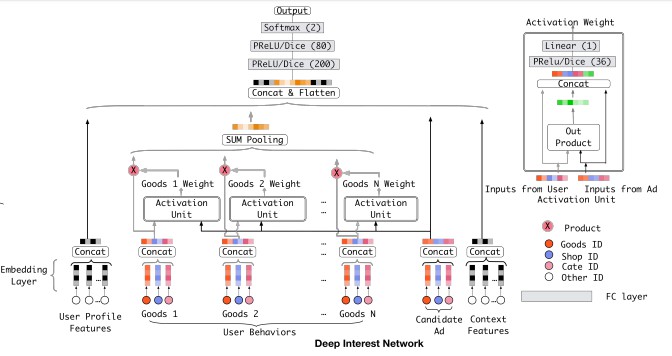 Output
Softmax (2)
PReLU/Dice (80)
PReLU/Dice (200)
Concat & Flatten
SUM Pooling
X
X
X
Goods 1 Weight
Goods 2 Weight
Goods N Weight
Activation Unit
Activation Unit
Activation Unit
...
...
Concat
Concat
Concat
...
Concat
Concat
Concat
Embedding
Layer
...
...
...
User Profile
Features
Goods 1
Goods 2
...
Goods N
User Behaviors
Candidate
Ad
Context
Features
Activation Weight
Linear (1)
PRelu/Dice (36)
Concat
Out
Product
Inputs from User
Inputs from Ad
Activation Unit
X Product
Goods ID
Shop ID
Cate ID
Other ID
FC layer
Deep Interest Network